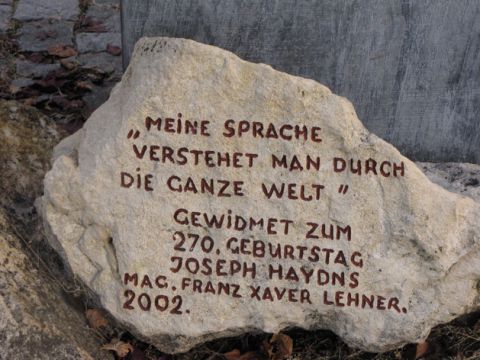 „MEINE SPRACHE
VERSTEHET MAN DURCH
DIE GANZE WELT"
GEWIDMET ZUM
270. GEBURTSTAG
JOSEPH HAYDNS
MAG. FRANZ XAVER LEHNER.
2002.